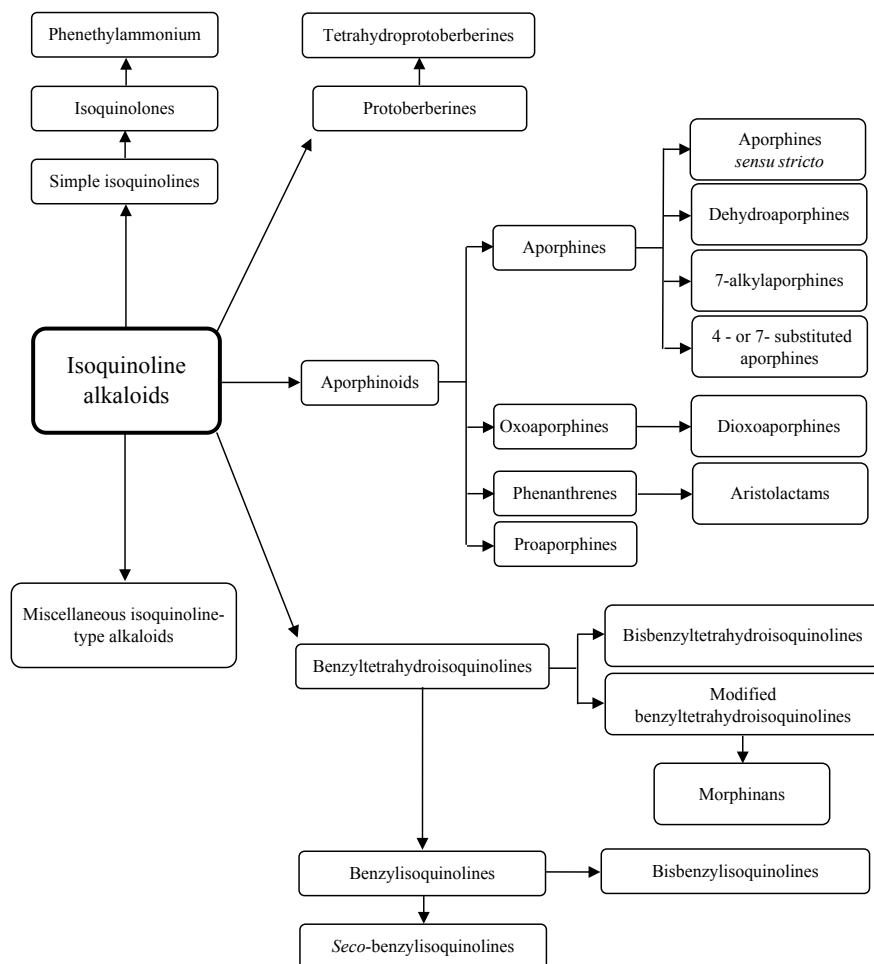 Phenethylammonium
Isoquinolones
Simple isoquinolines
Tetrahydroprotoberberines
Protoberberines
Isoquinoline
alkaloids
Aporphinoids
Aporphines
Aporphines
sensu stricto
Dehydroaporphines
7-alkylaporphines
4 - or 7- substituted
aporphines
Oxoaporphines
Dioxoaporphines
Phenanthrenes
Aristolactams
Proaporphines
Miscellaneous isoquinoline-
type alkaloids
Benzyltetrahydroisoquinolines
Bisbenzyltetrahydroisoquinolines
Modified
benzyltetrahydroisoquinolines
Morphinans
Benzylisoquinolines
Bisbenzylisoquinolines
Seco-benzylisoquinolines